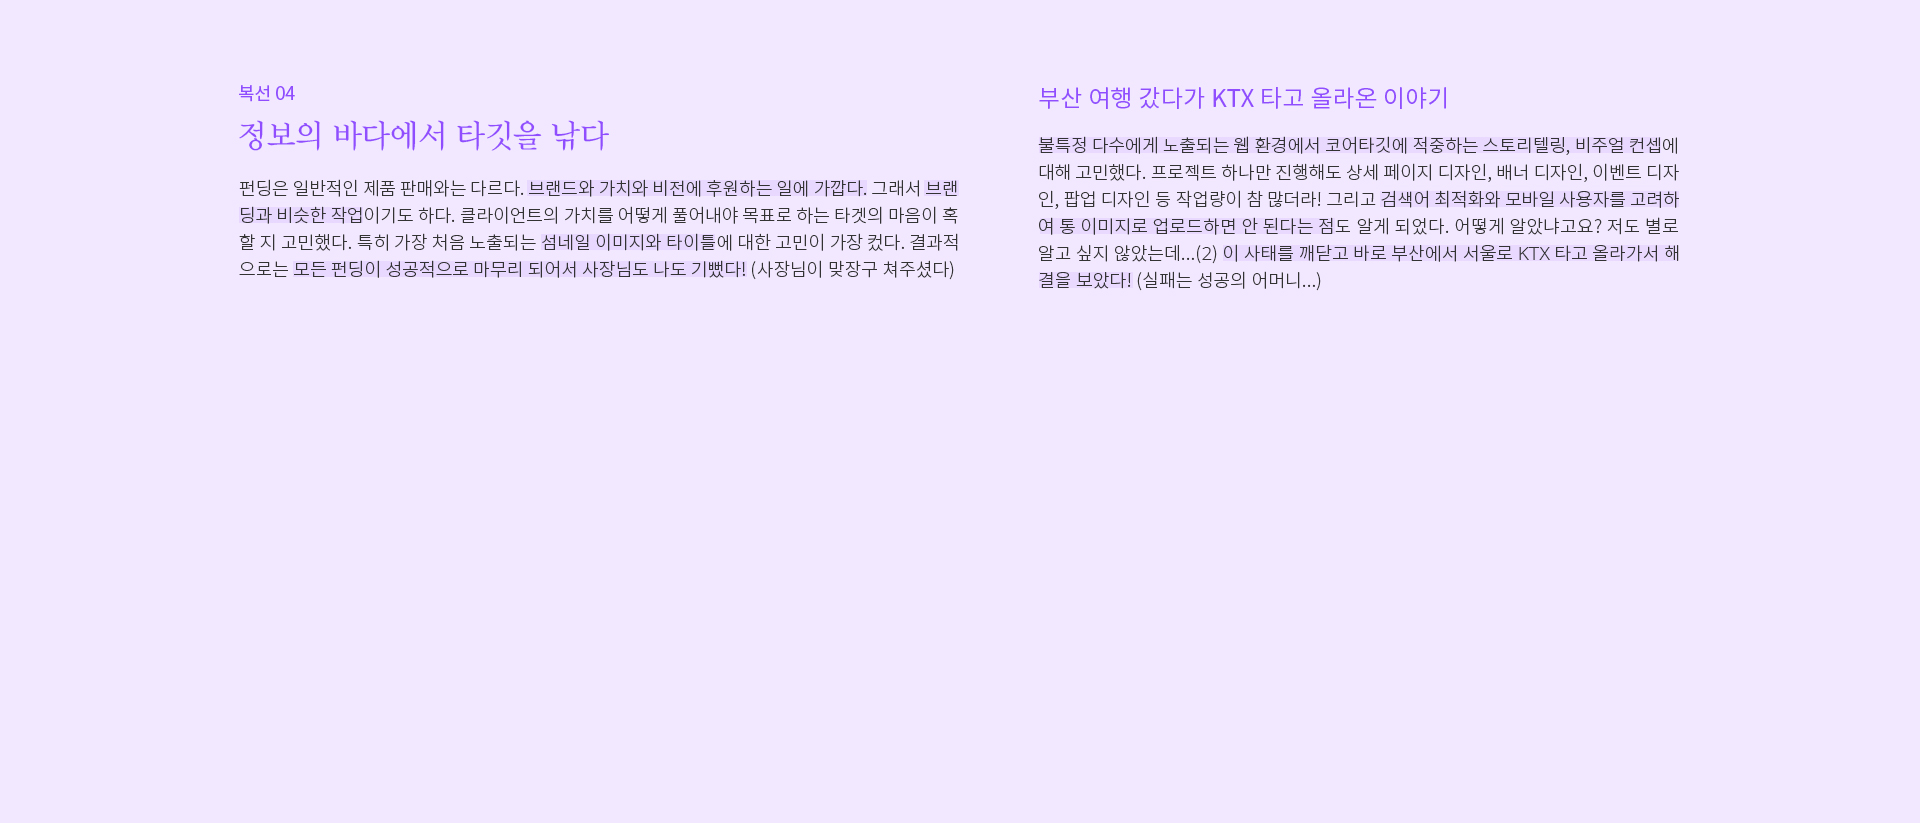 복선 04
정보의 바다에서 타깃을 낚다
펀딩은 일반적인 제품 판매와는 다르다. 브랜드와 가치와 비전에 후원하는 일에 가깝다. 그래서 브랜
딩과 비슷한 작업이기도 하다. 클라이언트의 가치를 어떻게 풀어내야 목표로 하는 타겟의 마음이 혹
할 지 고민했다. 특히 가장 처음 노출되는 섬네일 이미지와 타이틀에 대한 고민이 가장 컸다. 결과적
으로는 모든 펀딩이 성공적으로 마무리 되어서 사장님도 나도 기뻤다! (사장님이 맞장구 쳐주셨다)
부산 여행 갔다가 KTX 타고 올라온 이야기
불특정 다수에게 노출되는 웹 환경에서 코어타깃에 적중하는 스토리텔링, 비주얼 컨셉에
대해 고민했다. 프로젝트 하나만 진행해도 상세 페이지 디자인, 배너 디자인, 이벤트 디자
인, 팝업 디자인 등 작업량이 참 많더라! 그리고 검색어 최적화와 모바일 사용자를 고려하
여 통 이미지로 업로드하면 안 된다는 점도 알게 되었다. 어떻게 알았냐고요? 저도 별로
알고 싶지 않았는데...(2) 이 사태를 깨닫고 바로 부산에서 서울로 KTX 타고 올라가서 해
결을 보았다! (실패는 성공의 어머니...)